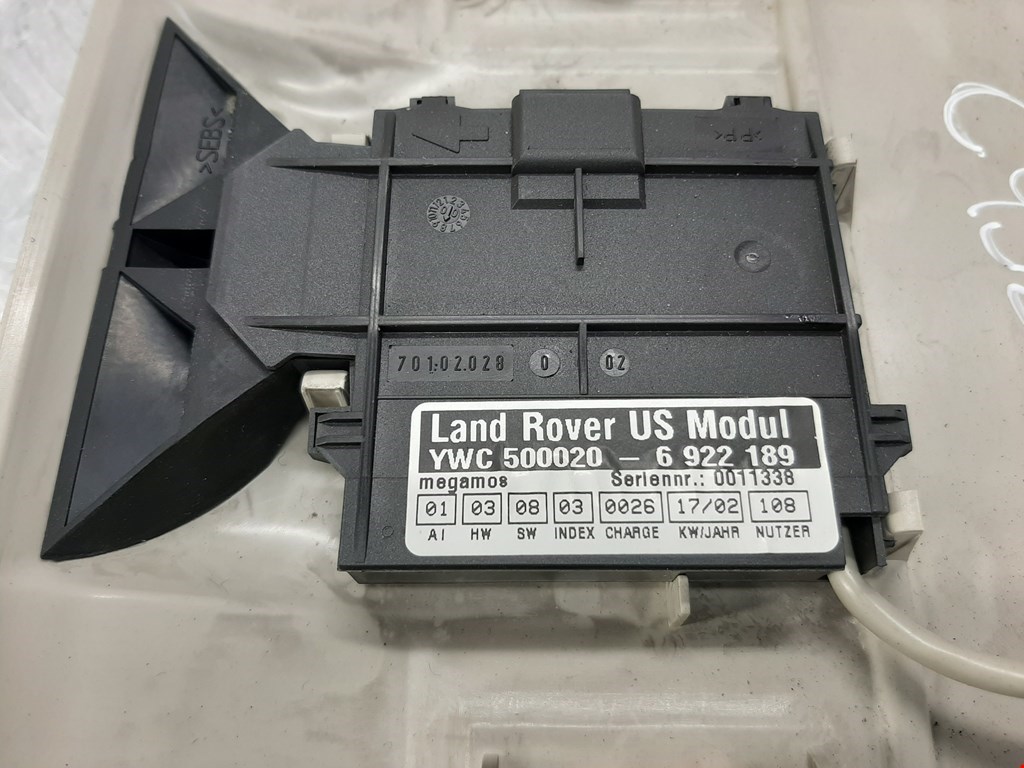 >SEBS<
>PP<
701.02.028 0 02
Land Rover US Modul
YWC 500020 – 6 922 189
megamos Seriennr.: 0011338
01 03 08 03 0026 17/02 108
AI HW SW INDEX CHARGE KW/JAHR NUTZER